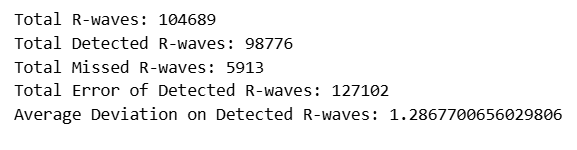 Total R-waves: 104689
Total Detected R-waves: 98776
Total Missed R-waves: 5913
Total Error of Detected R-waves: 127102
Average Deviation on Detected R-waves: 1.2867700656029806